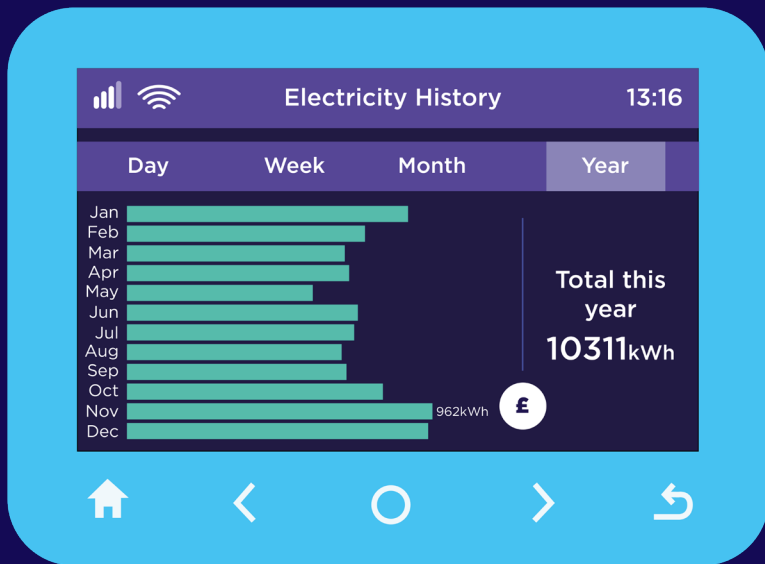 Electricity History 13:16
Day Week Month Year
Jan
Feb
Mar
Apr
May
Jun
Jul
Aug
Sep
Oct
Nov 962kWh
Dec
Total this
year
10311kWh
£